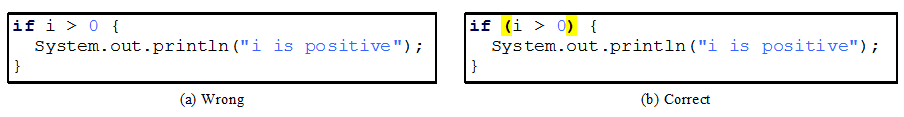 if i > 0 {
  System.out.println("i is positive");
}
(a) Wrong
if (i > 0) {
  System.out.println("i is positive");
}
(b) Correct